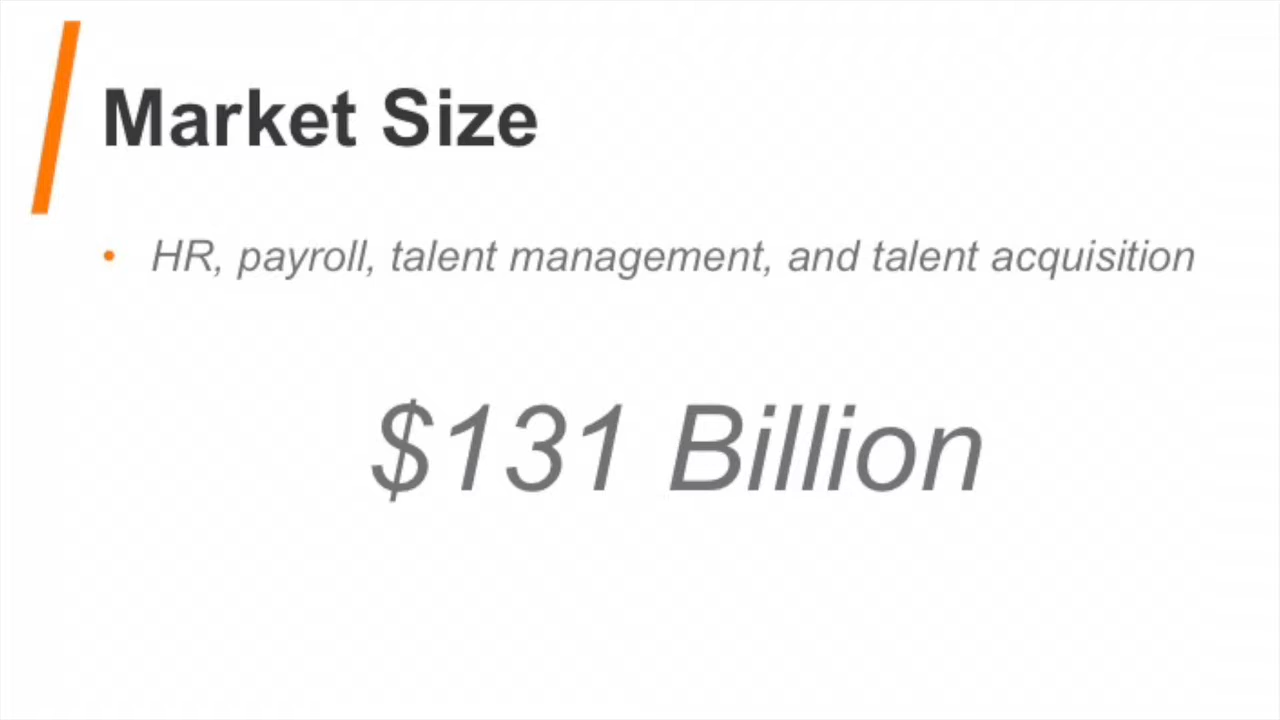 Market Size
• HR, payroll, talent management, and talent acquisition
$131 Billion